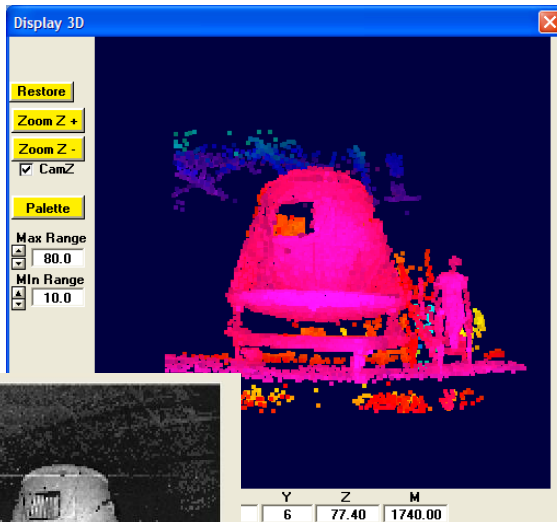 Display 3D
Restore
Zoom Z +
Zoom Z -
CamZ
Palette
Max Range
80.0
MIn Range
10.0
Y Z M
6 77.40 1740.00